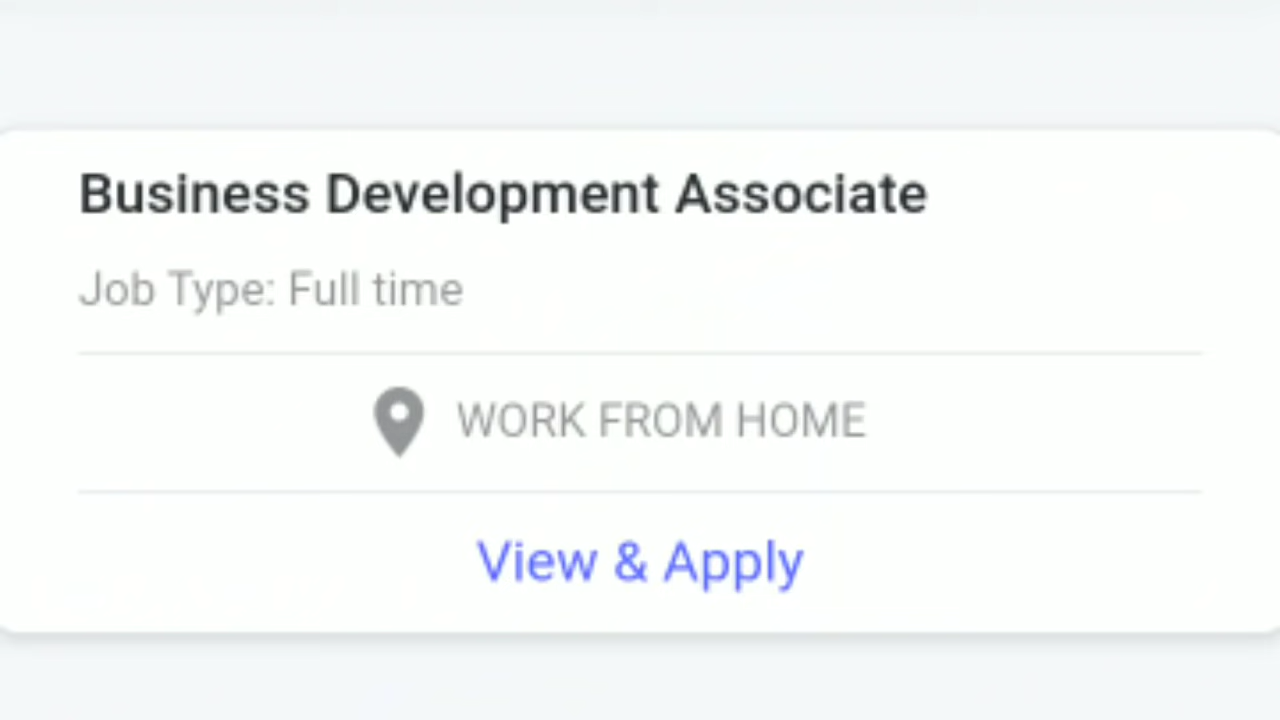 Business Development Associate
Job Type: Full time
WORK FROM HOME
View & Apply